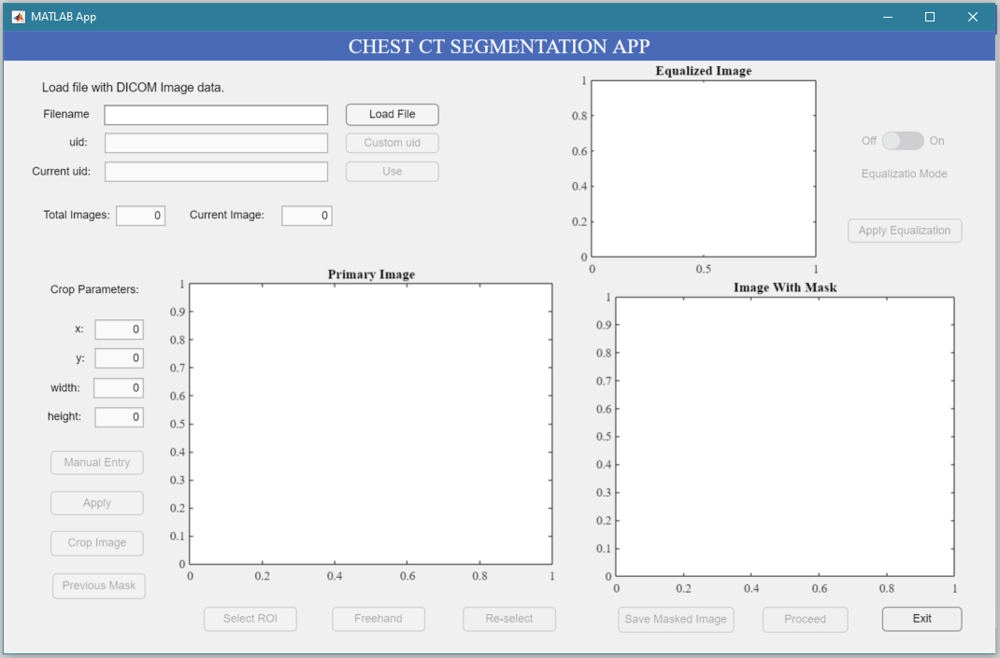 MATLAB App
CHEST CT SEGMENTATION APP
Load file with DICOM Image data.
Filename
Load File
uid:
Custom uid
Current uid:
Use
Total Images: 0
Current Image: 0
Equalized Image
1
0.8
0.6
0.4
0.2
0
0 0.5 1
Off On
Equalizatio Mode
Apply Equalization
Crop Parameters:
x: 0
y: 0
width: 0
height: 0
Manual Entry
Apply
Crop Image
Previous Mask
Primary Image
1
0.9
0.8
0.7
0.6
0.5
0.4
0.3
0.2
0.1
0
0 0.2 0.4 0.6 0.8 1
Select ROI
Freehand
Re-select
Image With Mask
1
0.9
0.8
0.7
0.6
0.5
0.4
0.3
0.2
0.1
0
0 0.2 0.4 0.6 0.8 1
Save Masked Image
Proceed
Exit